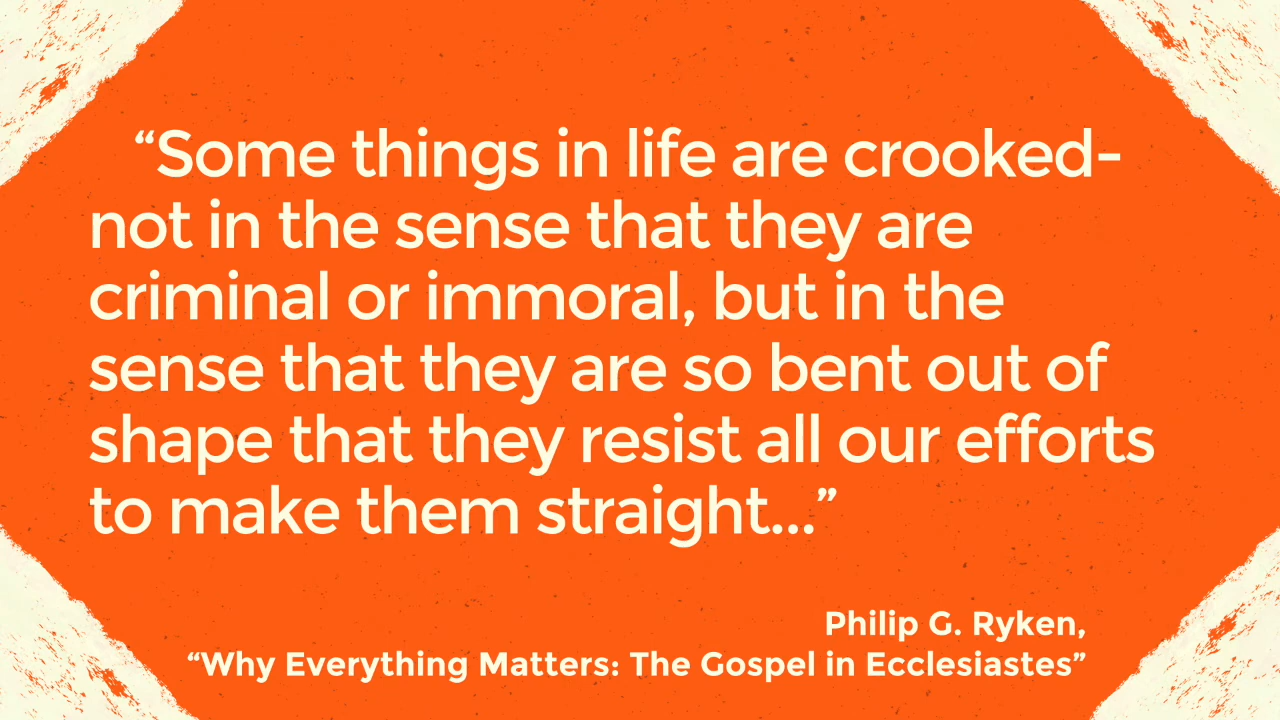 “Some things in life are crooked-
not in the sense that they are
criminal or immoral, but in the
sense that they are so bent out of
shape that they resist all our efforts
to make them straight...”
Philip G. Ryken,
“Why Everything Matters: The Gospel in Ecclesiastes”